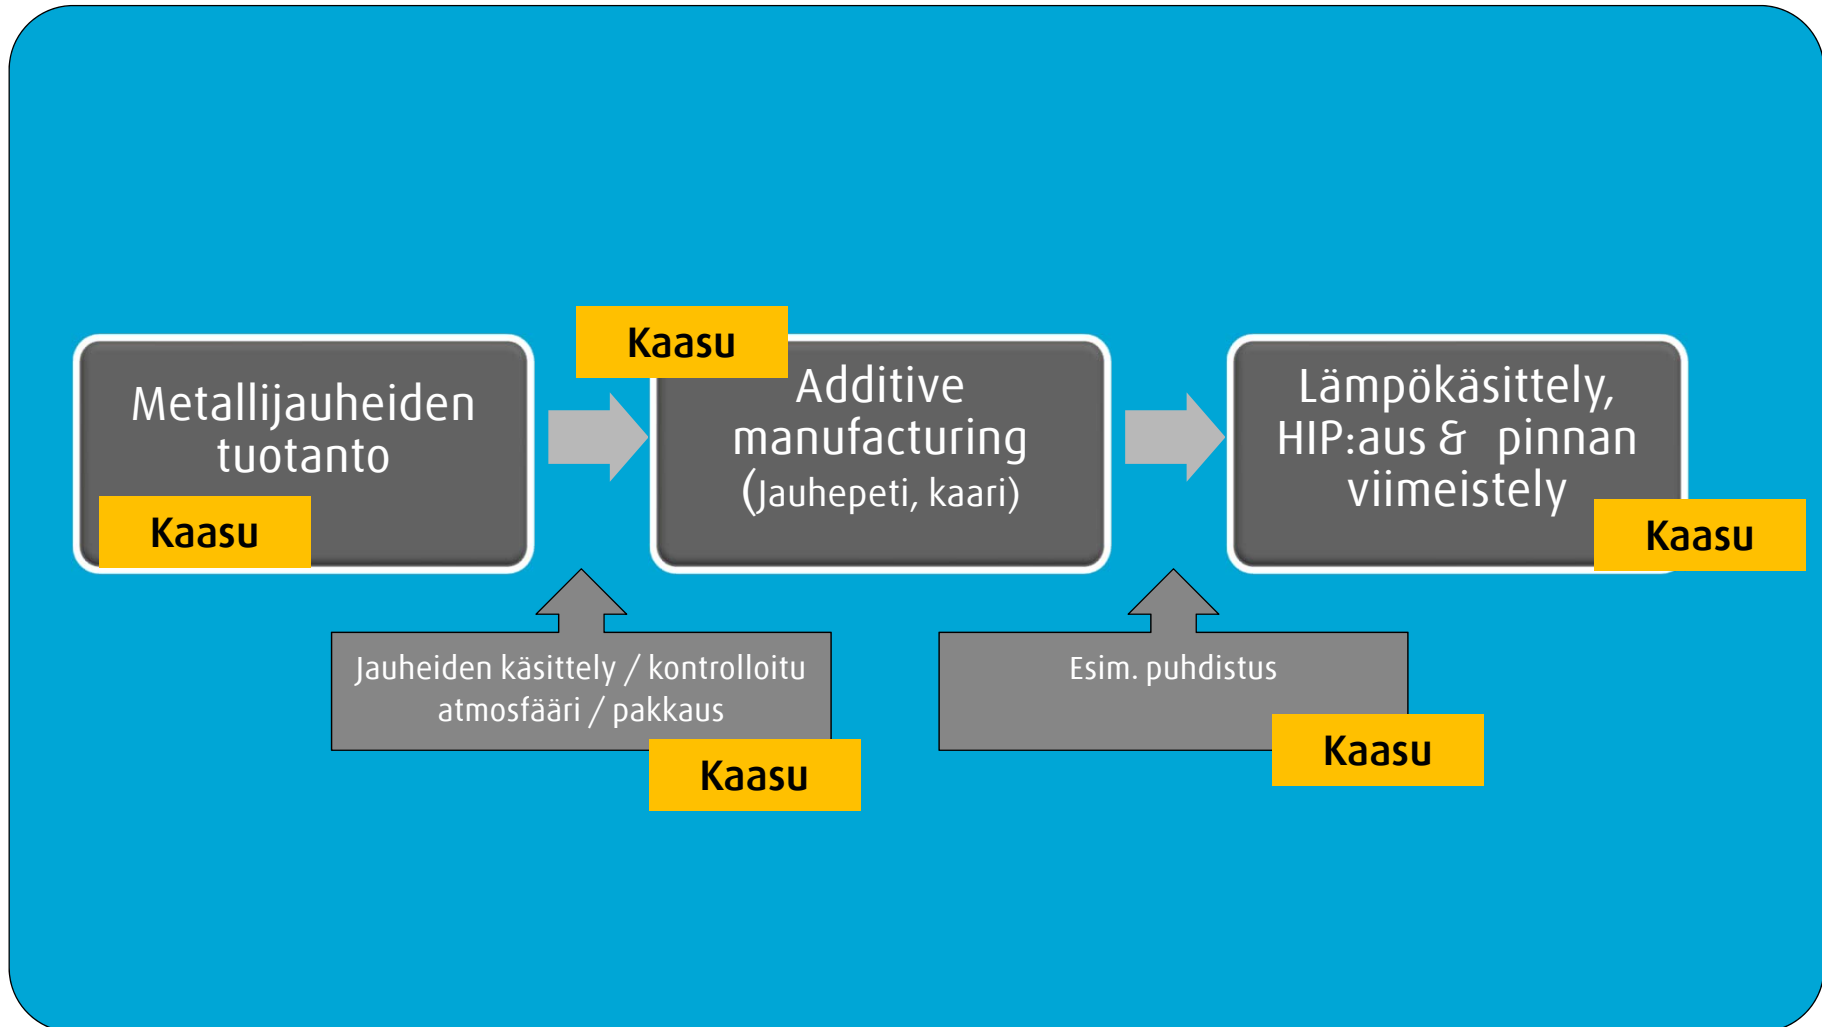 Metallijauheiden
tuotanto
Kaasu
Kaasu
Additive
manufacturing
(Jauhepeti, kaari)
Lämpökäsittely,
HIP:aus & pinnan
viimeistely
Kaasu
Jauheiden käsittely / kontrolloitu
atmosfääri / pakkaus
Kaasu
Esim. puhdistus
Kaasu